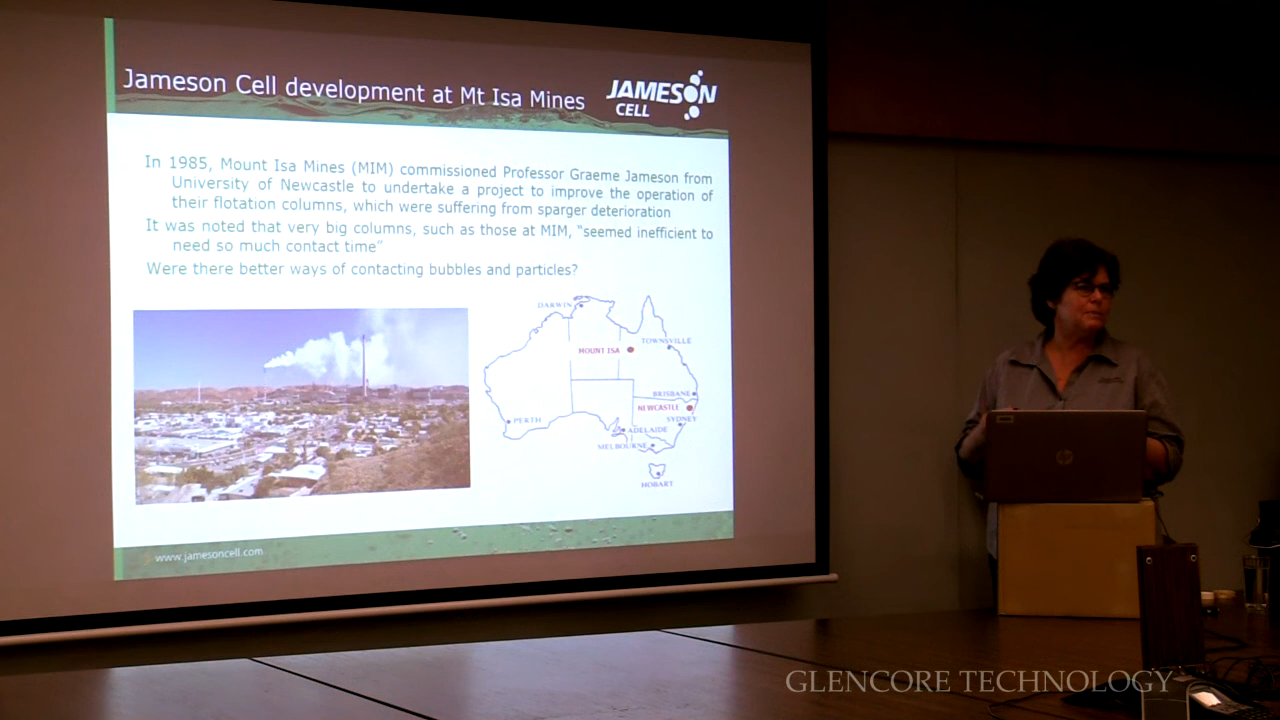 Jameson Cell development at Mt Isa Mines
JAMESON
CELL
In 1985, Mount Isa Mines (MIM) commissioned Professor Graeme Jameson from
University of Newcastle to undertake a project to improve the operation of
their flotation columns, which were suffering from sparger deterioration
It was noted that very big columns, such as those at MIM, “seemed inefficient to
need so much contact time”
Were there better ways of contacting bubbles and particles?
DARWIN
TOWNSVILLE
MOUNT ISA
BRISBANE
NEWCASTLE
SYDNEY
PERTH
ADELAIDE
MELBOURNE
HOBART
www.jamesoncell.com
hp
GLENCORE TECHNOLOGY